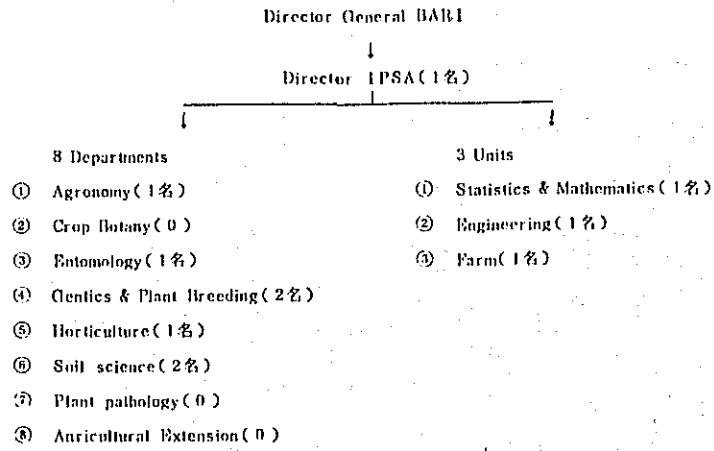 Director General BARI
Director IPSA(1名)
8 Departments
① Agronomy(1名)
② Crop Botany(0)
③ Entomology(1名)
④ Gentics & Plant Breeding(2名)
⑤ Horticulture(1名)
⑥ Soil science(2名)
⑦ Plant pathology(0)
⑧ Auricultural Extension(0)
3 Units
① Statistics & Mathematics(1名)
② Engineering(1名)
③ Farm(1名)